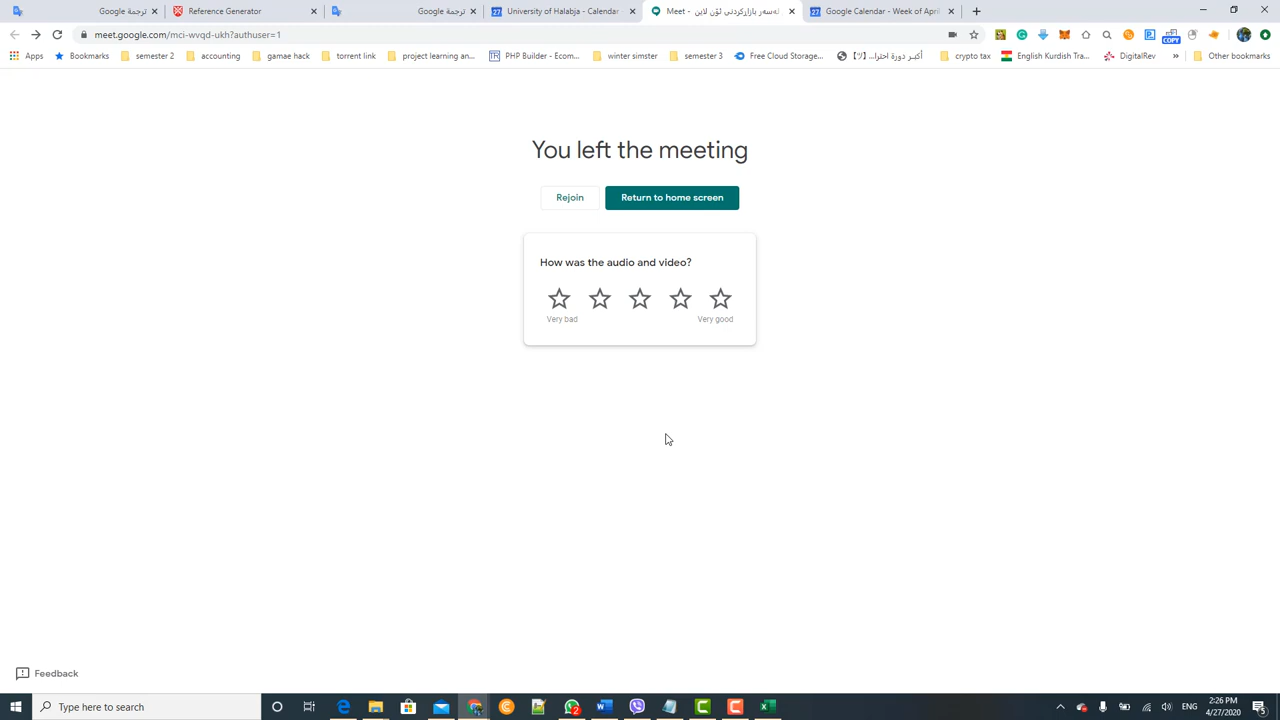 Google ترجمة
Reference Generator
Google ترجمة
University of Halabja - Calendar
Meet - لەسەر بازاڕکردنی ئۆن لاین
Google Calendar - Week of April
meet.google.com/mci-wvqd-ukh?authuser=1
COPY
Apps
Bookmarks
semester 2
accounting
gamae hack
torrent link
project learning an...
PHP Builder - Ecom...
winter simster
semester 3
Free Cloud Storage...
crypto tax
English Kurdish Tra...
DigitalRev
»
Other bookmarks
You left the meeting
Rejoin
Return to home screen
How was the audio and video?
Very bad
Very good
Feedback
Type here to search
2
ENG
2:26 PM
4/27/2020